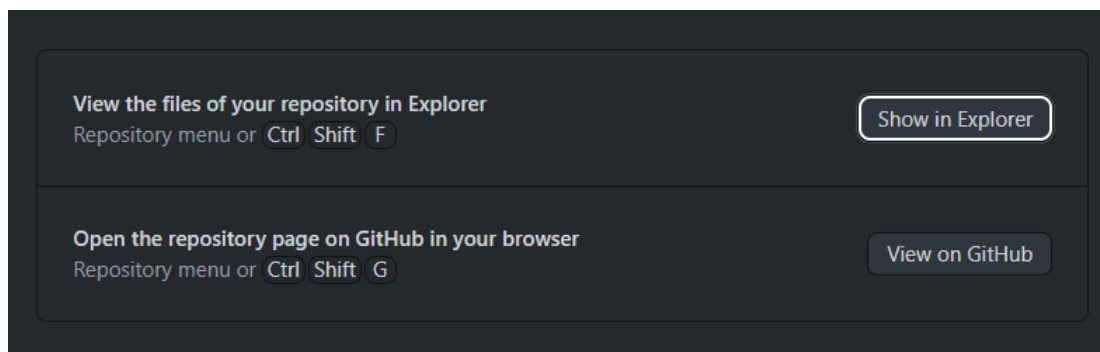 View the files of your repository in Explorer
Repository menu or Ctrl Shift F
Show in Explorer
Open the repository page on GitHub in your browser
Repository menu or Ctrl Shift G
View on GitHub